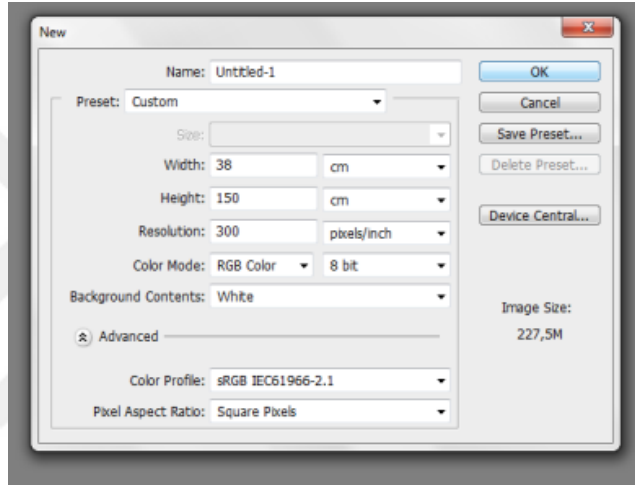 New
Name: Untitled-1
OK
Preset: Custom
Cancel
Size:
Save Preset...
Width: 38 cm
Delete Preset...
Height: 150 cm
Device Central...
Resolution: 300 pixels/inch
Color Mode: RGB Color 8 bit
Background Contents: White
Image Size:
227,5M
Advanced
Color Profile: sRGB IEC61966-2.1
Pixel Aspect Ratio: Square Pixels